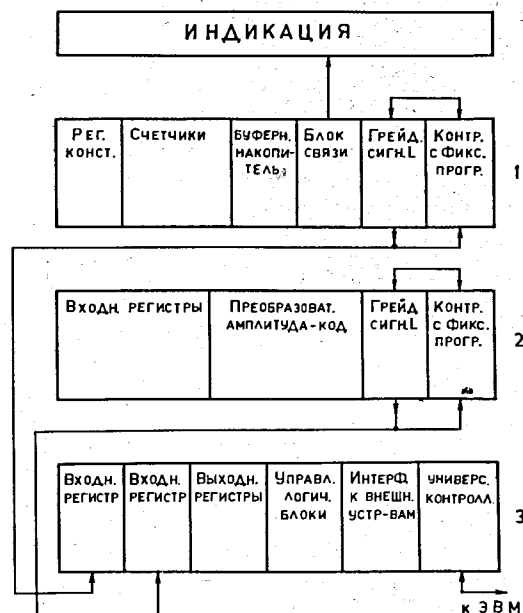 ИНДИКАЦИЯ
РЕГ. КОНСТ.
СЧЕТЧИКИ
БУФЕРН. НАКОПИ- ТЕЛЬ
БЛОК СВЯЗИ
ГРЕЙД. СИГН. L
КОНТР. С ФИКС. ПРОГР.
1
ВХОДН. РЕГИСТРЫ
ПРЕОБРАЗОВАТ. АМПЛИТУДА-КОД
ГРЕЙД СИГН. L
КОНТР. С ФИКС. ПРОГР.
2
ВХОДН. РЕГИСТР
ВХОДН. РЕГИСТР
ВЫХОДН. РЕГИСТРЫ
УПРАВЛ. ЛОГИЧ. БЛОКИ
ИНТЕРФ. К ВНЕШН. УСТР-ВАМ
УНИВЕРС. КОНТРОЛЛ.
3
К ЭВМ